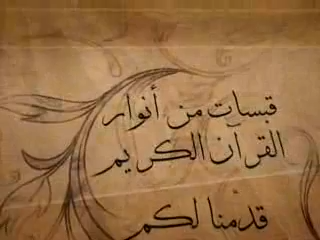 قبسات من أنوار
القرآن الكريم
قدمنا لكم